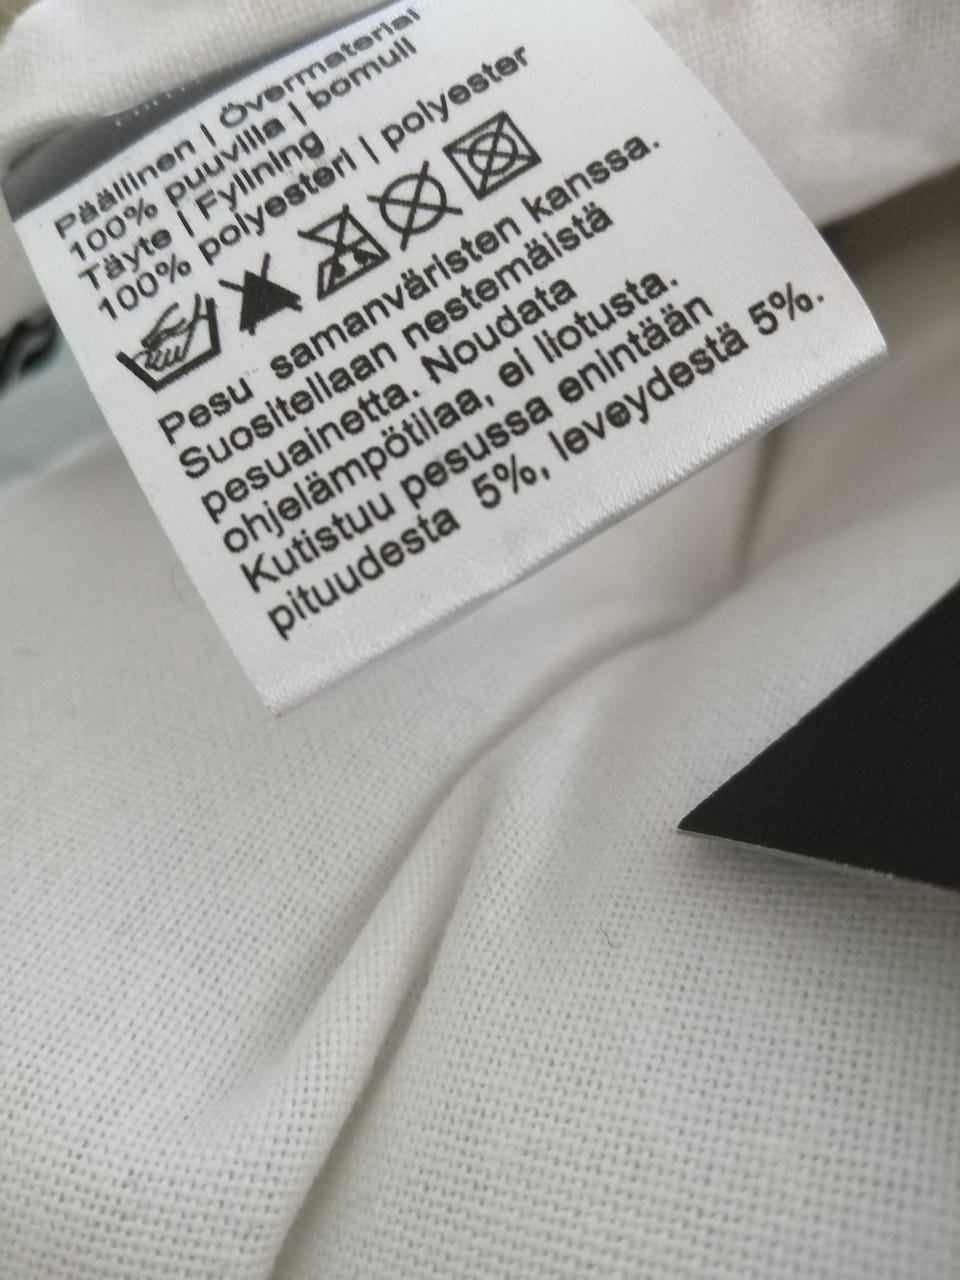 Päällinen | Övermaterial
100% puuvilla | bomull
Täyte | Fyllning
100% polyesteri | polyester
Pesu samanväristen kanssa.
Suositellaan nestemäistä
pesuainetta. Noudata
ohjelämpötilaa, ei liotusta.
Kutistuu pesussa enintään
pituudesta 5%, leveydestä 5%.